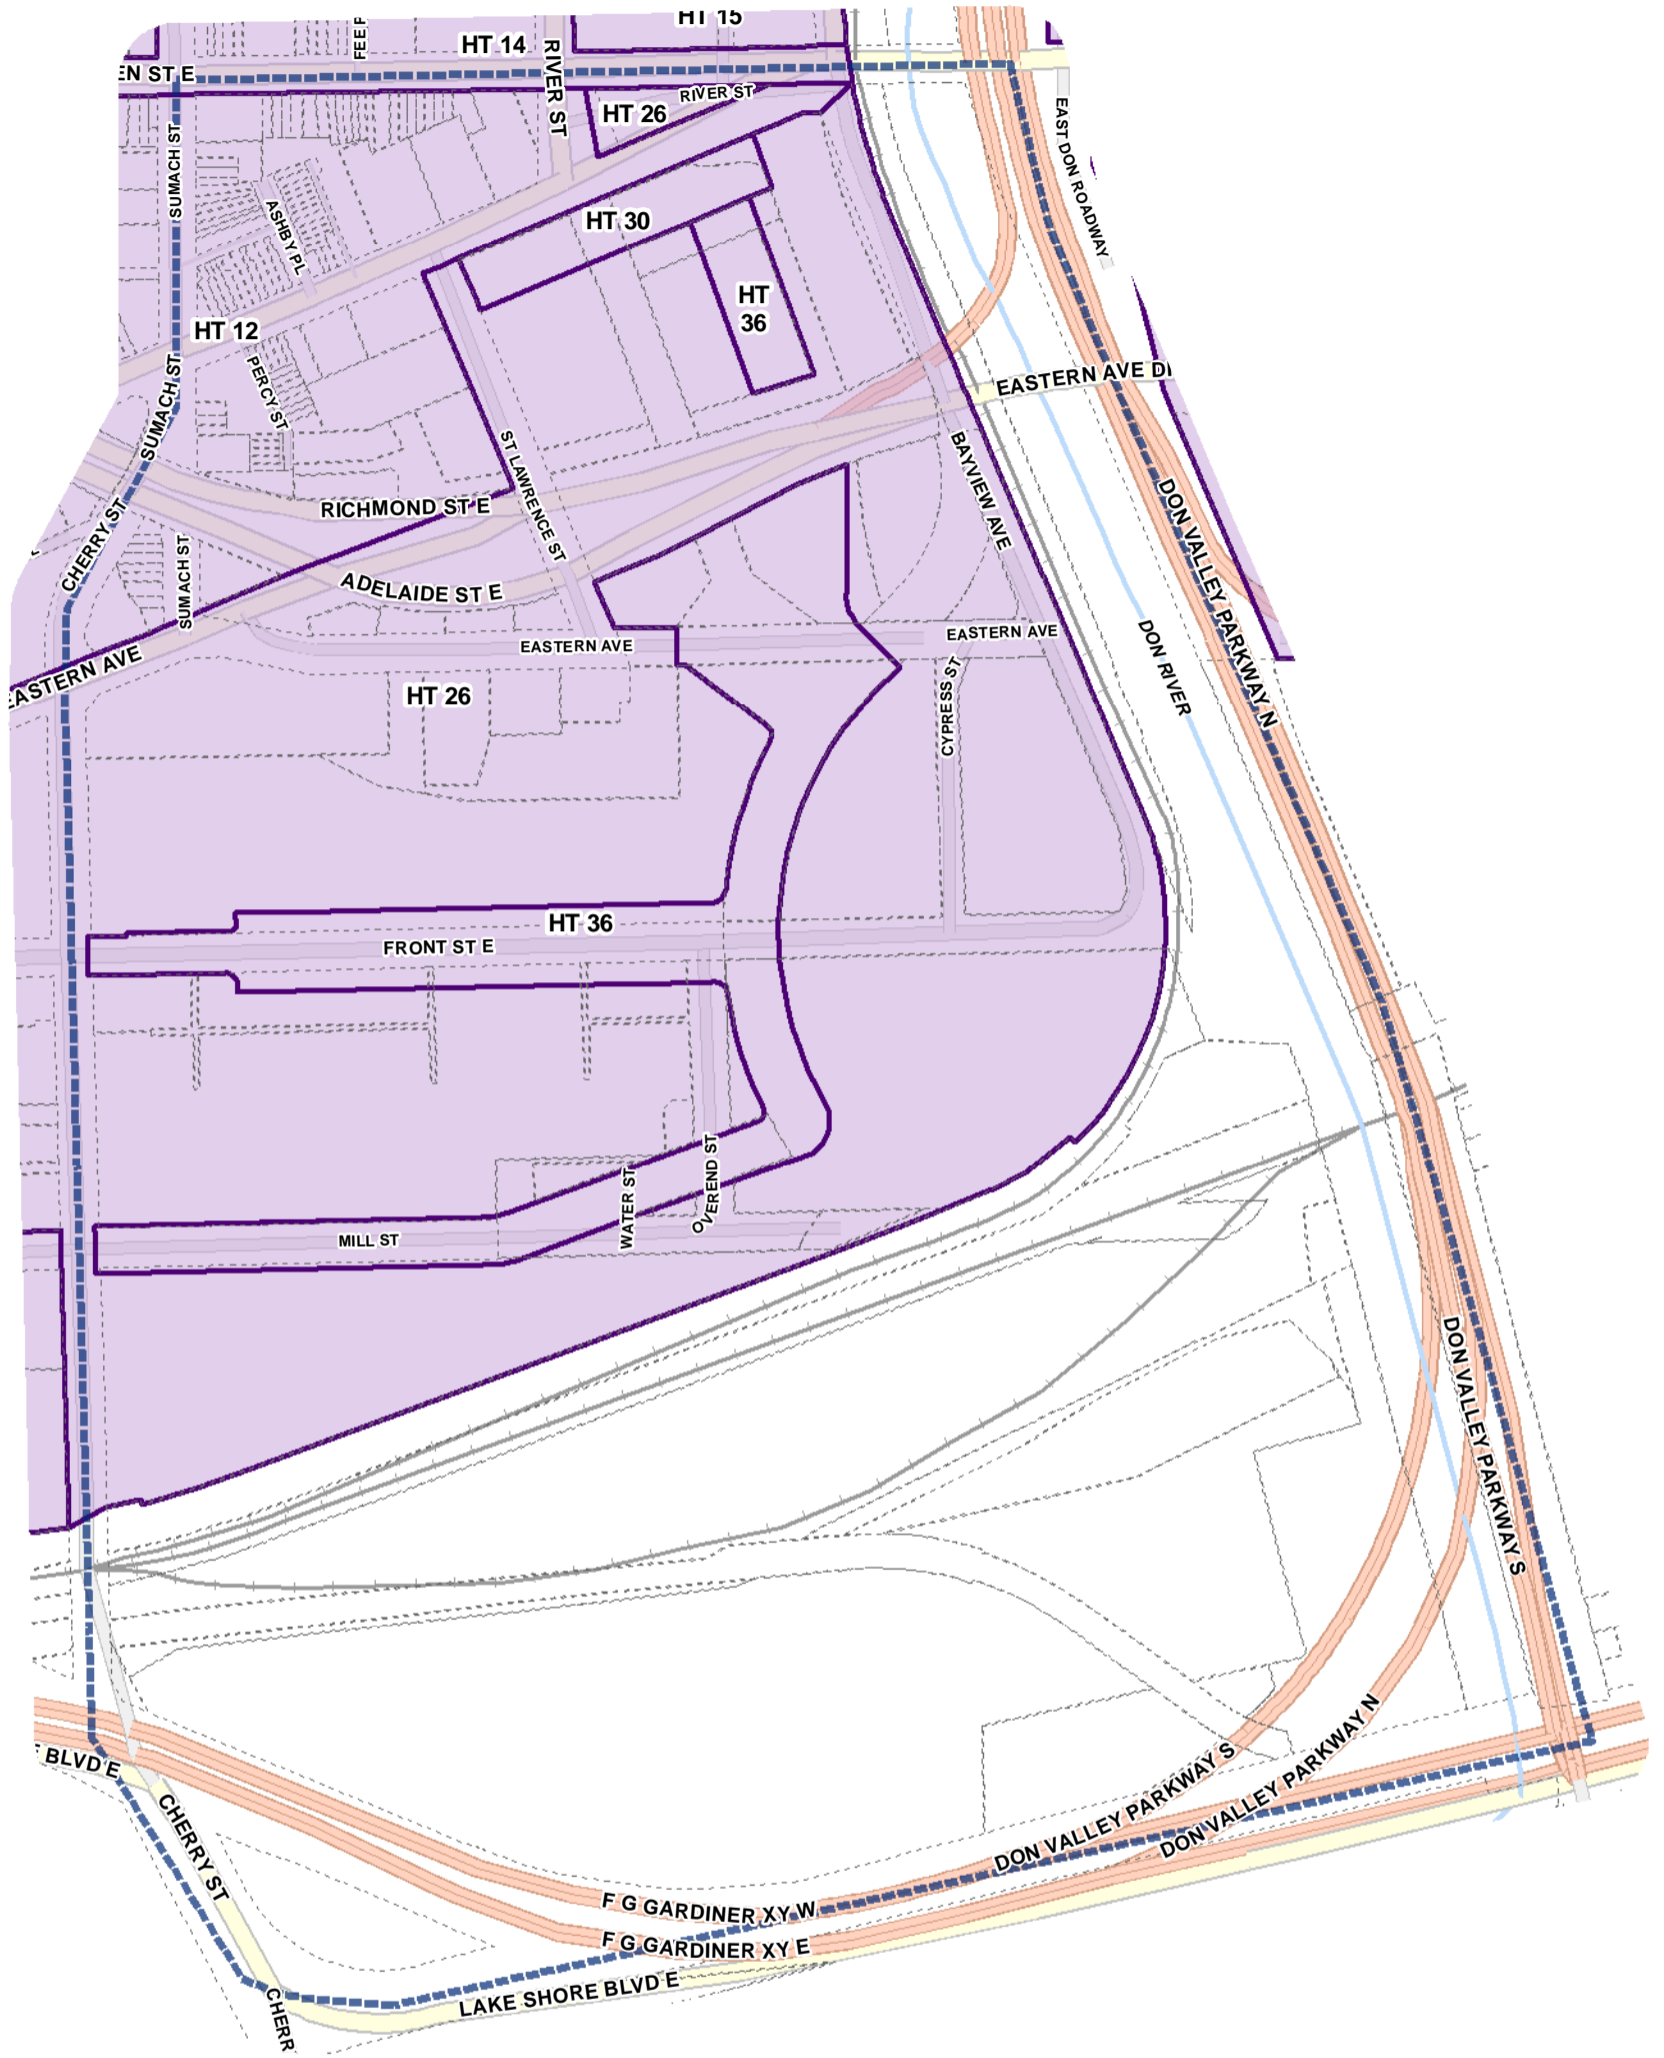 HT 15
HT 14
FEE F
RIVER ST
EN ST E
RIVER ST
HT 26
SUMACH ST
EAST DON ROADWAY
ASHBY PL
HT 30
HT
36
HT 12
PERCY ST
SUMACH ST
EASTERN AVE DI
ST LAWRENCE ST
BAYVIEW AVE
RICHMOND ST E
CHERRY ST
SUMACH ST
ADELAIDE ST E
DON VALLEY PARKWAY N
EASTERN AVE
EASTERN AVE
EASTERN AVE
DON RIVER
CYPRESS ST
HT 26
HT 36
FRONT ST E
WATER ST
OVEREND ST
MILL ST
DON VALLEY PARKWAY S
E BLVD E
CHERRY ST
DON VALLEY PARKWAY S
DON VALLEY PARKWAY N
F G GARDINER XY W
F G GARDINER XY E
LAKE SHORE BLVD E
CHERR